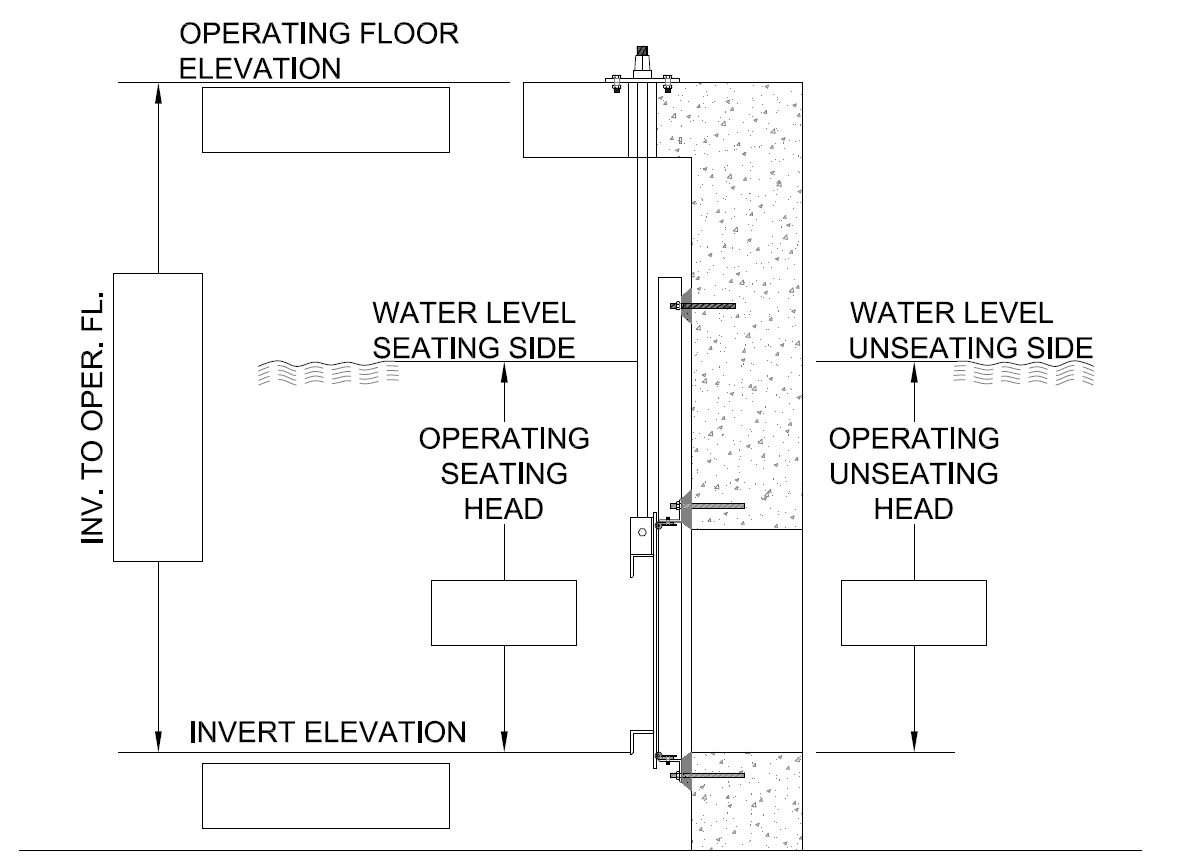 OPERATING FLOOR
ELEVATION
INV. TO OPER. FL.
WATER LEVEL
SEATING SIDE
WATER LEVEL
UNSEATING SIDE
OPERATING
SEATING
HEAD
OPERATING
UNSEATING
HEAD
INVERT ELEVATION